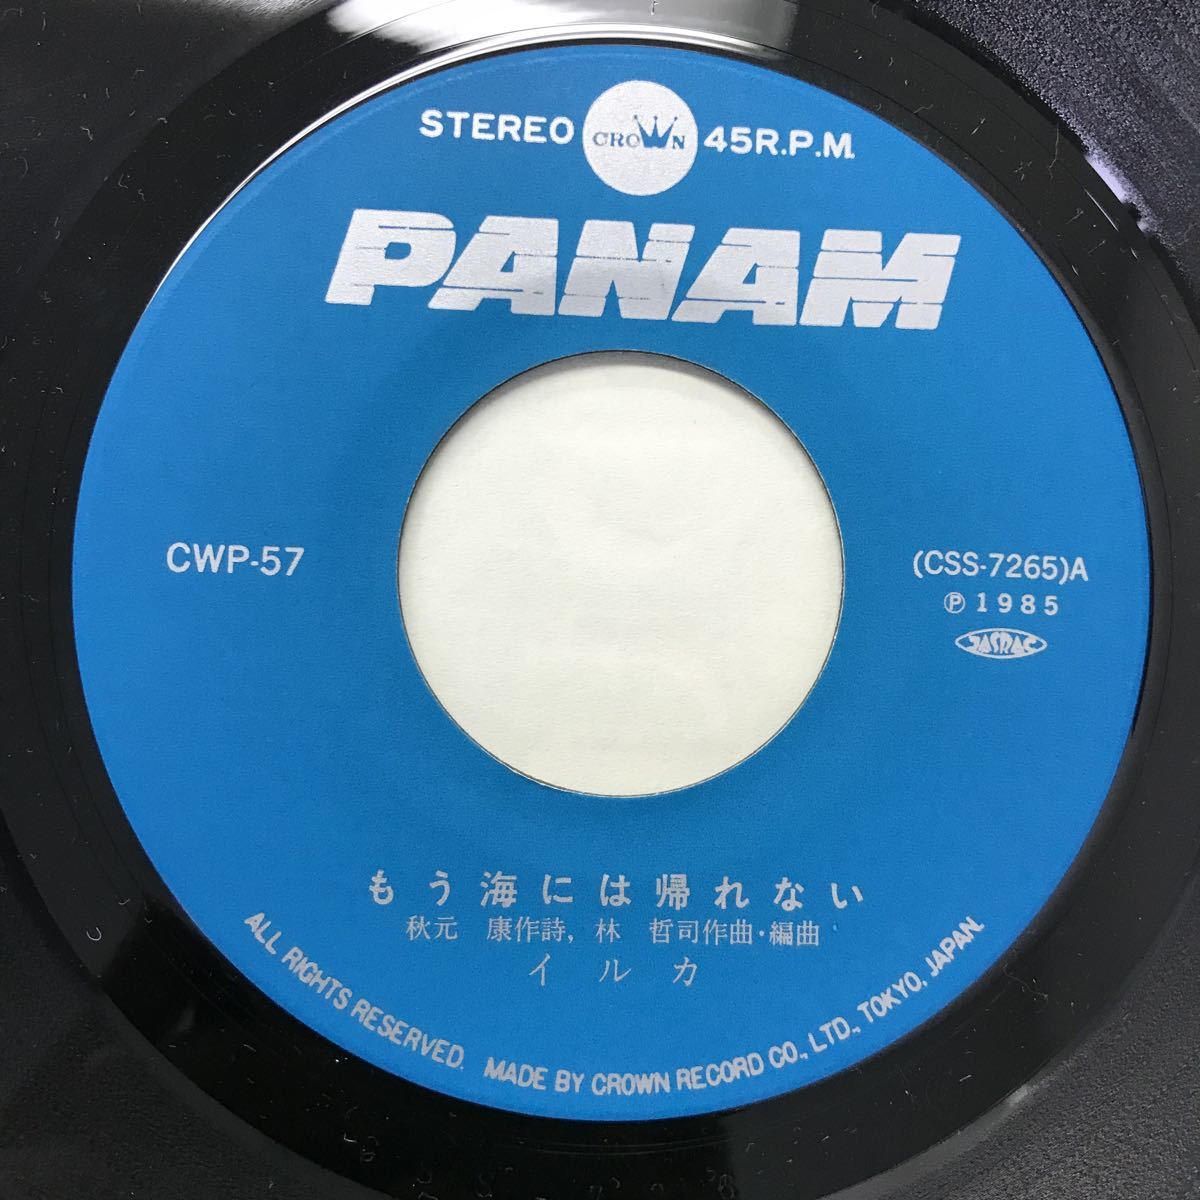 STEREO CROWN 45R.P.M.
PANAM
CWP-57
(CSS-7265)A
Ⓟ 1985
JASRAC
もう海には帰れない
秋元 康作詩, 林 哲司作曲・編曲
イルカ
ALL RIGHTS RESERVED. MADE BY CROWN RECORD CO., LTD., TOKYO, JAPAN.